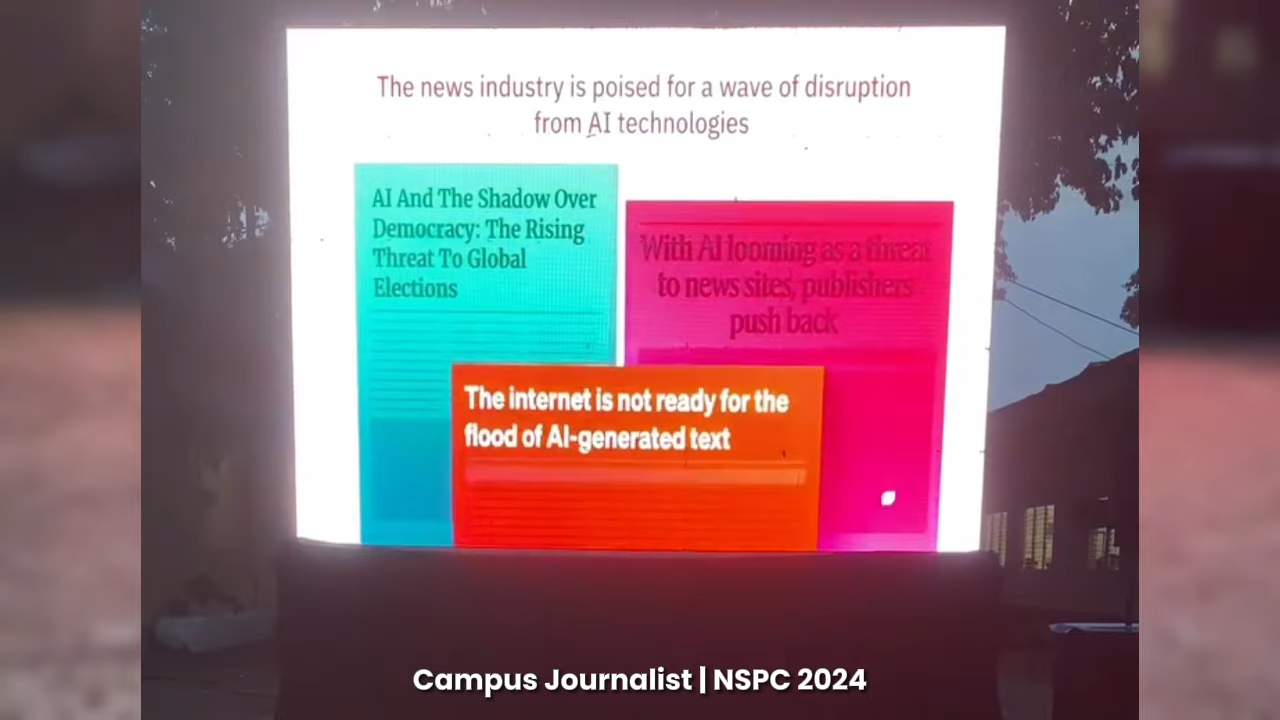 The news industry is poised for a wave of disruption
from AI technologies
AI And The Shadow Over
Democracy: The Rising
Threat To Global
Elections
With AI looming as a threat
to news sites, publishers
push back
The internet is not ready for the
flood of AI-generated text
Campus Journalist | NSPC 2024